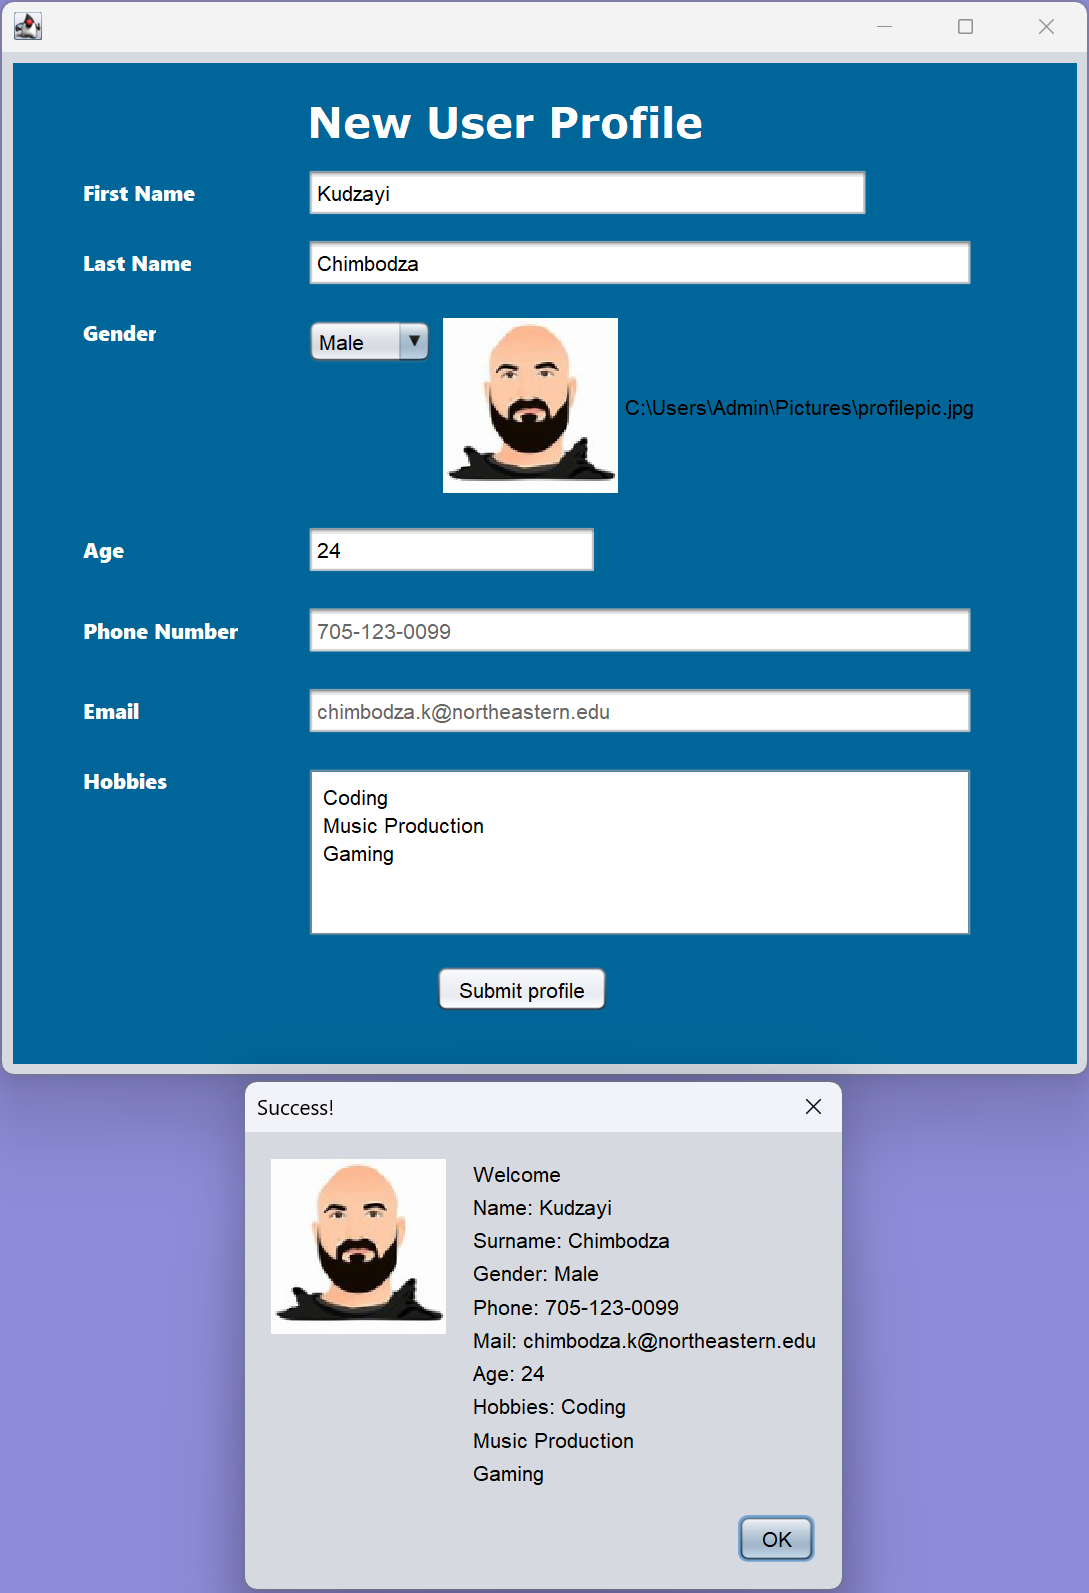 New User Profile
First Name
Kudzayi
Last Name
Chimbodza
Gender
Male
C:\Users\Admin\Pictures\profilepic.jpg
Age
24
Phone Number
705-123-0099
Email
chimbodza.k@northeastern.edu
Hobbies
Coding
Music Production
Gaming
Submit profile
Success!
Welcome
Name: Kudzayi
Surname: Chimbodza
Gender: Male
Phone: 705-123-0099
Mail: chimbodza.k@northeastern.edu
Age: 24
Hobbies: Coding
Music Production
Gaming
OK